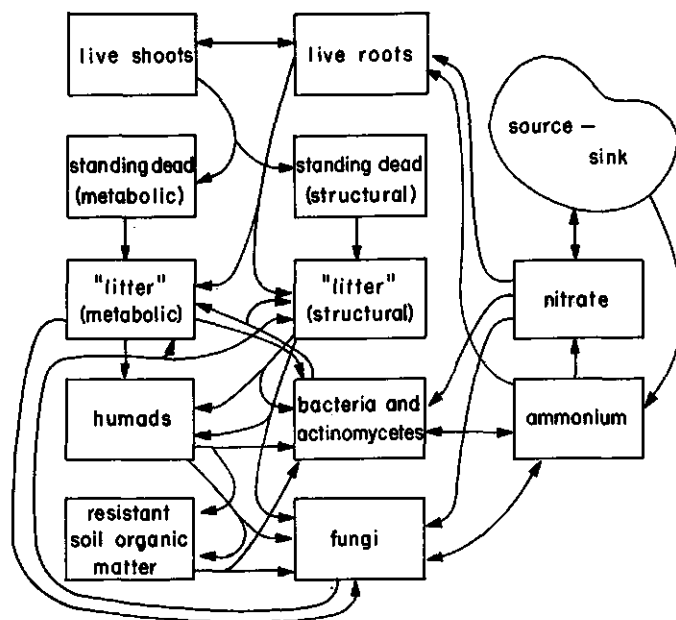 live shoots
live roots
source –
sink
standing dead
(metabolic)
standing dead
(structural)
"litter"
(metabolic)
"litter"
(structural)
nitrate
humads
bacteria and
actinomycetes
ammonium
resistant
soil organic
matter
fungi